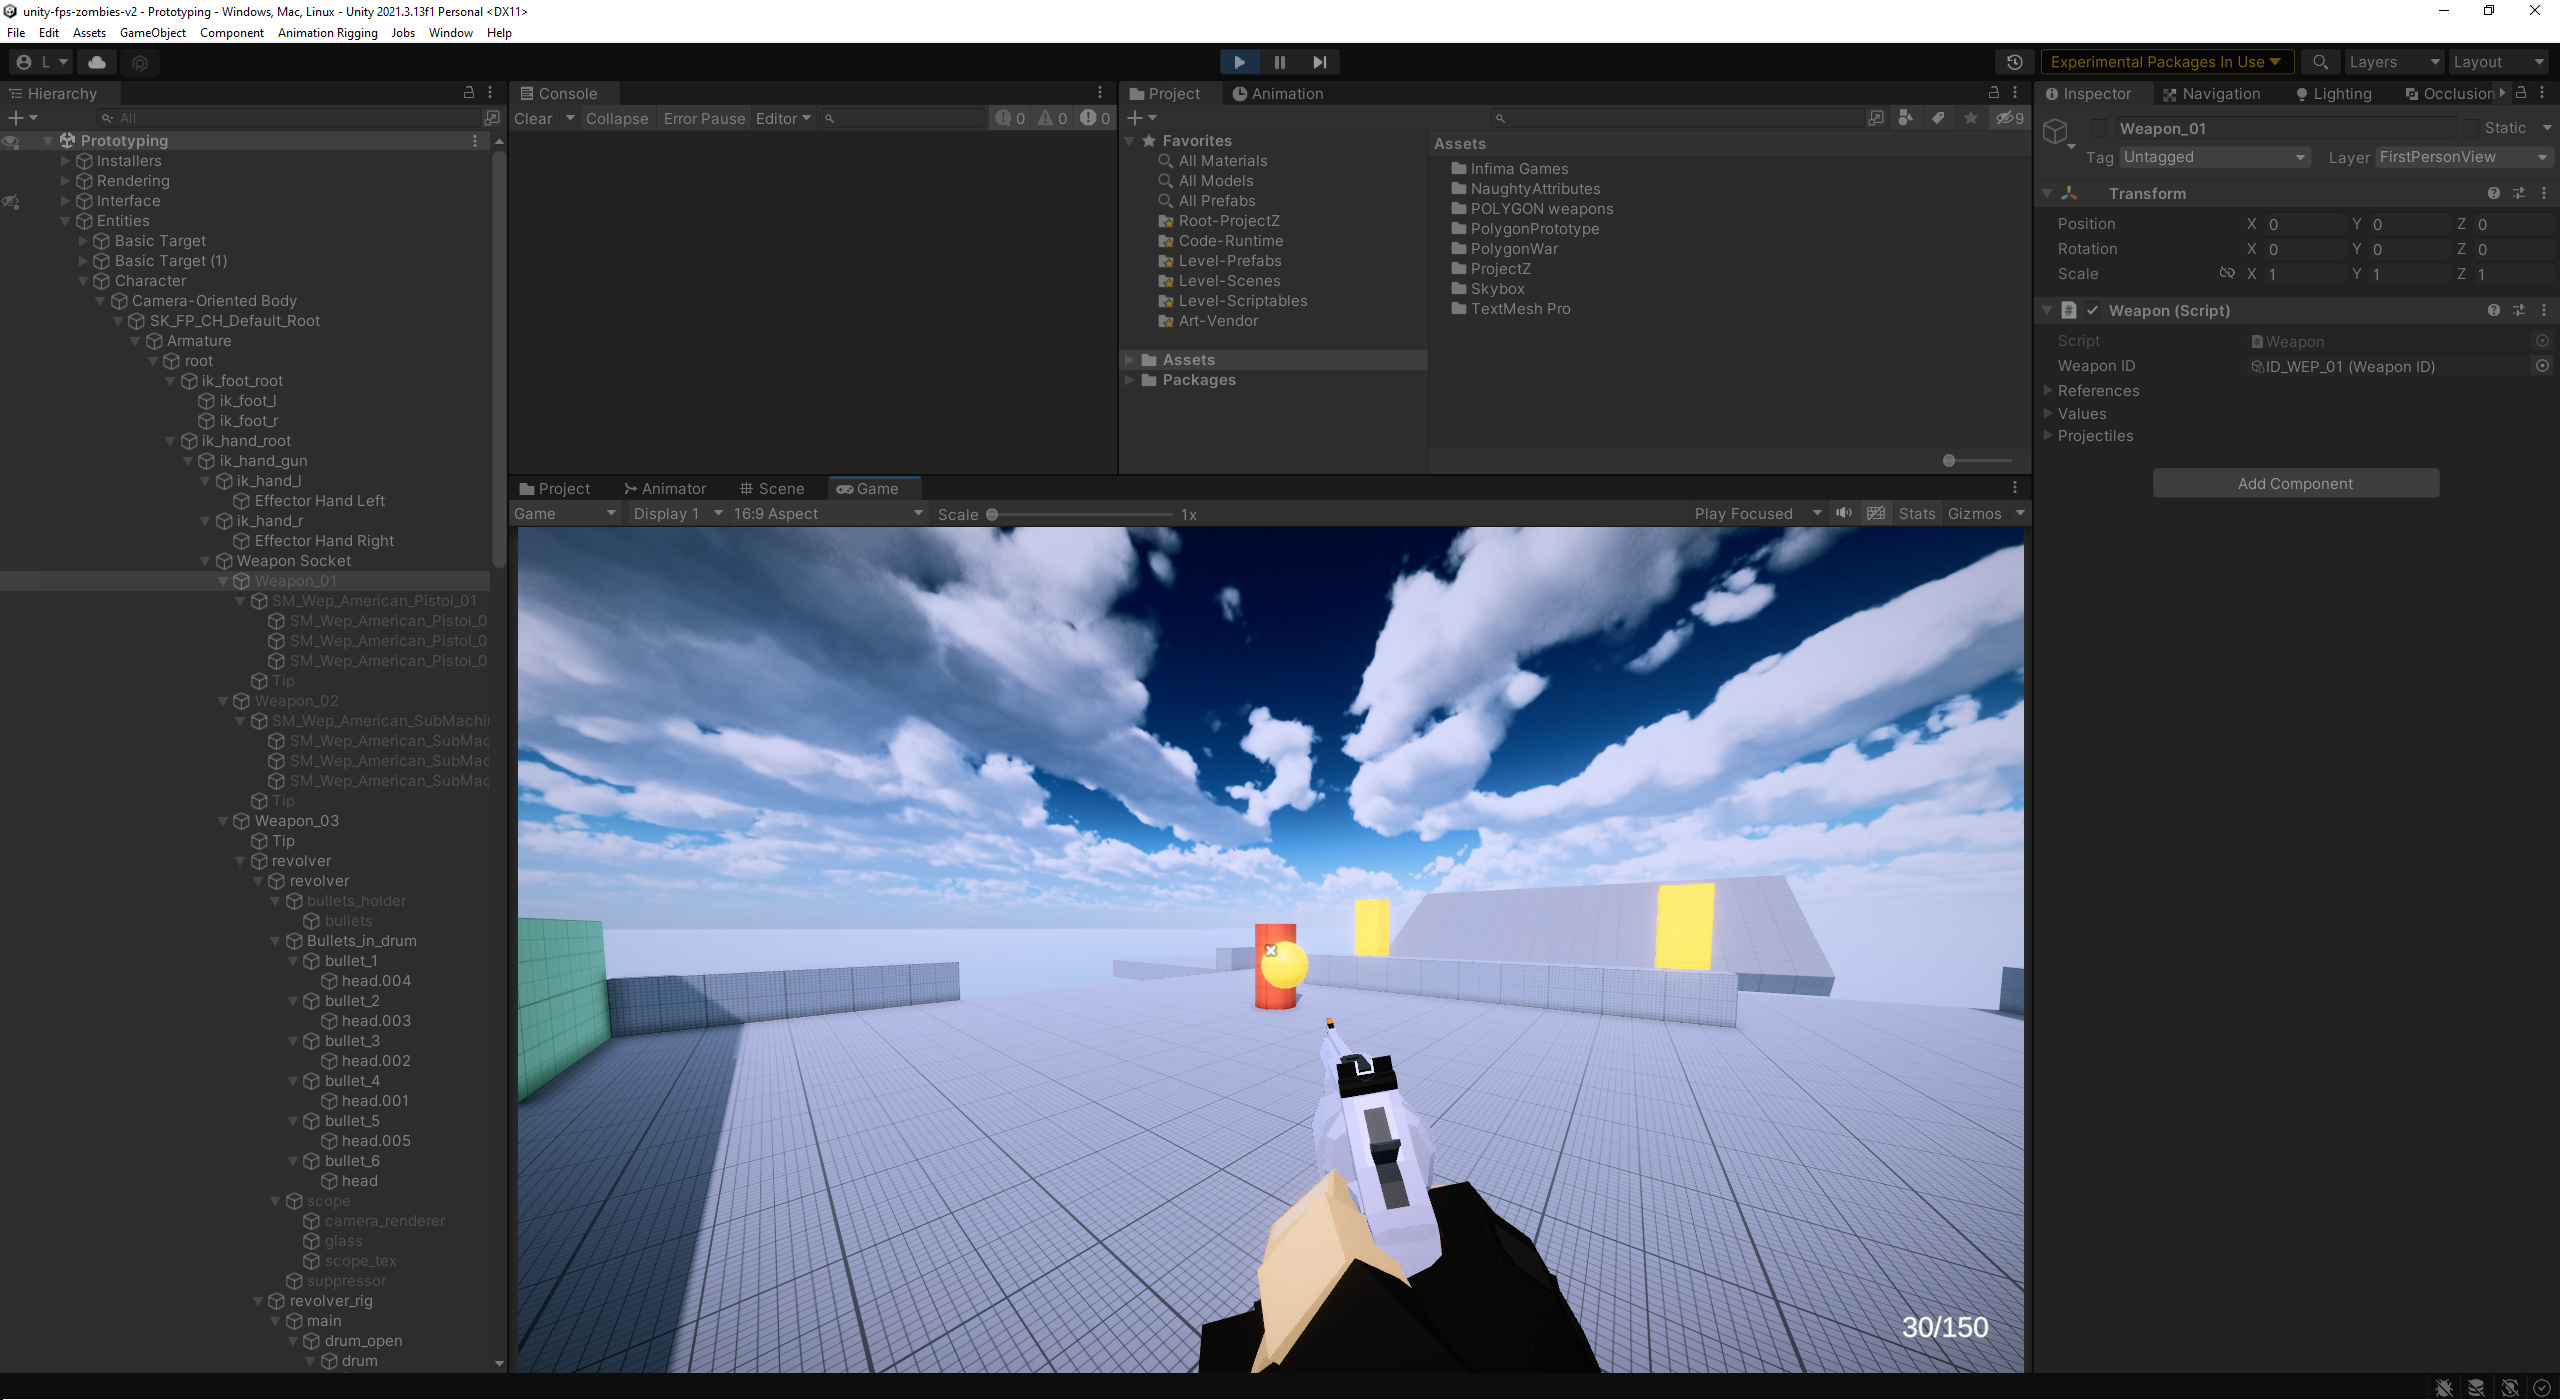 unity-fps-zombies-v2 - Prototyping - Windows, Mac, Linux - Unity 2021.3.13f1 Personal <DX11>
File Edit Assets GameObject Component Animation Rigging Jobs Window Help
L Experimental Packages In Use Layers Layout
Hierarchy
All
Prototyping
Installers
Rendering
Interface
Entities
Basic Target
Basic Target (1)
Character
Camera-Oriented Body
SK_FP_CH_Default_Root
Armature
root
ik_foot_root
ik_foot_l
ik_foot_r
ik_hand_root
ik_hand_gun
ik_hand_l
Effector Hand Left
ik_hand_r
Effector Hand Right
Weapon Socket
Weapon_01
SM_Wep_American_Pistol_01
SM_Wep_American_Pistol_0
SM_Wep_American_Pistol_0
SM_Wep_American_Pistol_0
Tip
Weapon_02
SM_Wep_American_SubMachin
SM_Wep_American_SubMac
SM_Wep_American_SubMac
SM_Wep_American_SubMac
Tip
Weapon_03
Tip
revolver
revolver
bullets_holder
bullets
Bullets_in_drum
bullet_1
head.004
bullet_2
head.003
bullet_3
head.002
bullet_4
head.001
bullet_5
head.005
bullet_6
head
scope
camera_renderer
glass
scope_tex
suppressor
revolver_rig
main
drum_open
drum
Console
Clear Collapse Error Pause Editor 0 0 0
Project Animation
9
Favorites
All Materials
All Models
All Prefabs
Root-ProjectZ
Code-Runtime
Level-Prefabs
Level-Scenes
Level-Scriptables
Art-Vendor
Assets
Packages
Assets
Infima Games
NaughtyAttributes
POLYGON weapons
PolygonPrototype
PolygonWar
ProjectZ
Skybox
TextMesh Pro
Project Animator Scene Game
Game Display 1 16:9 Aspect Scale 1x Play Focused Stats Gizmos
30/150
Inspector Navigation Lighting Occlusion
Weapon_01 Static
Tag Untagged Layer FirstPersonView
Transform
Position X 0 Y 0 Z 0
Rotation X 0 Y 0 Z 0
Scale X 1 Y 1 Z 1
Weapon (Script)
Script Weapon
Weapon ID ID_WEP_01 (Weapon ID)
References
Values
Projectiles
Add Component